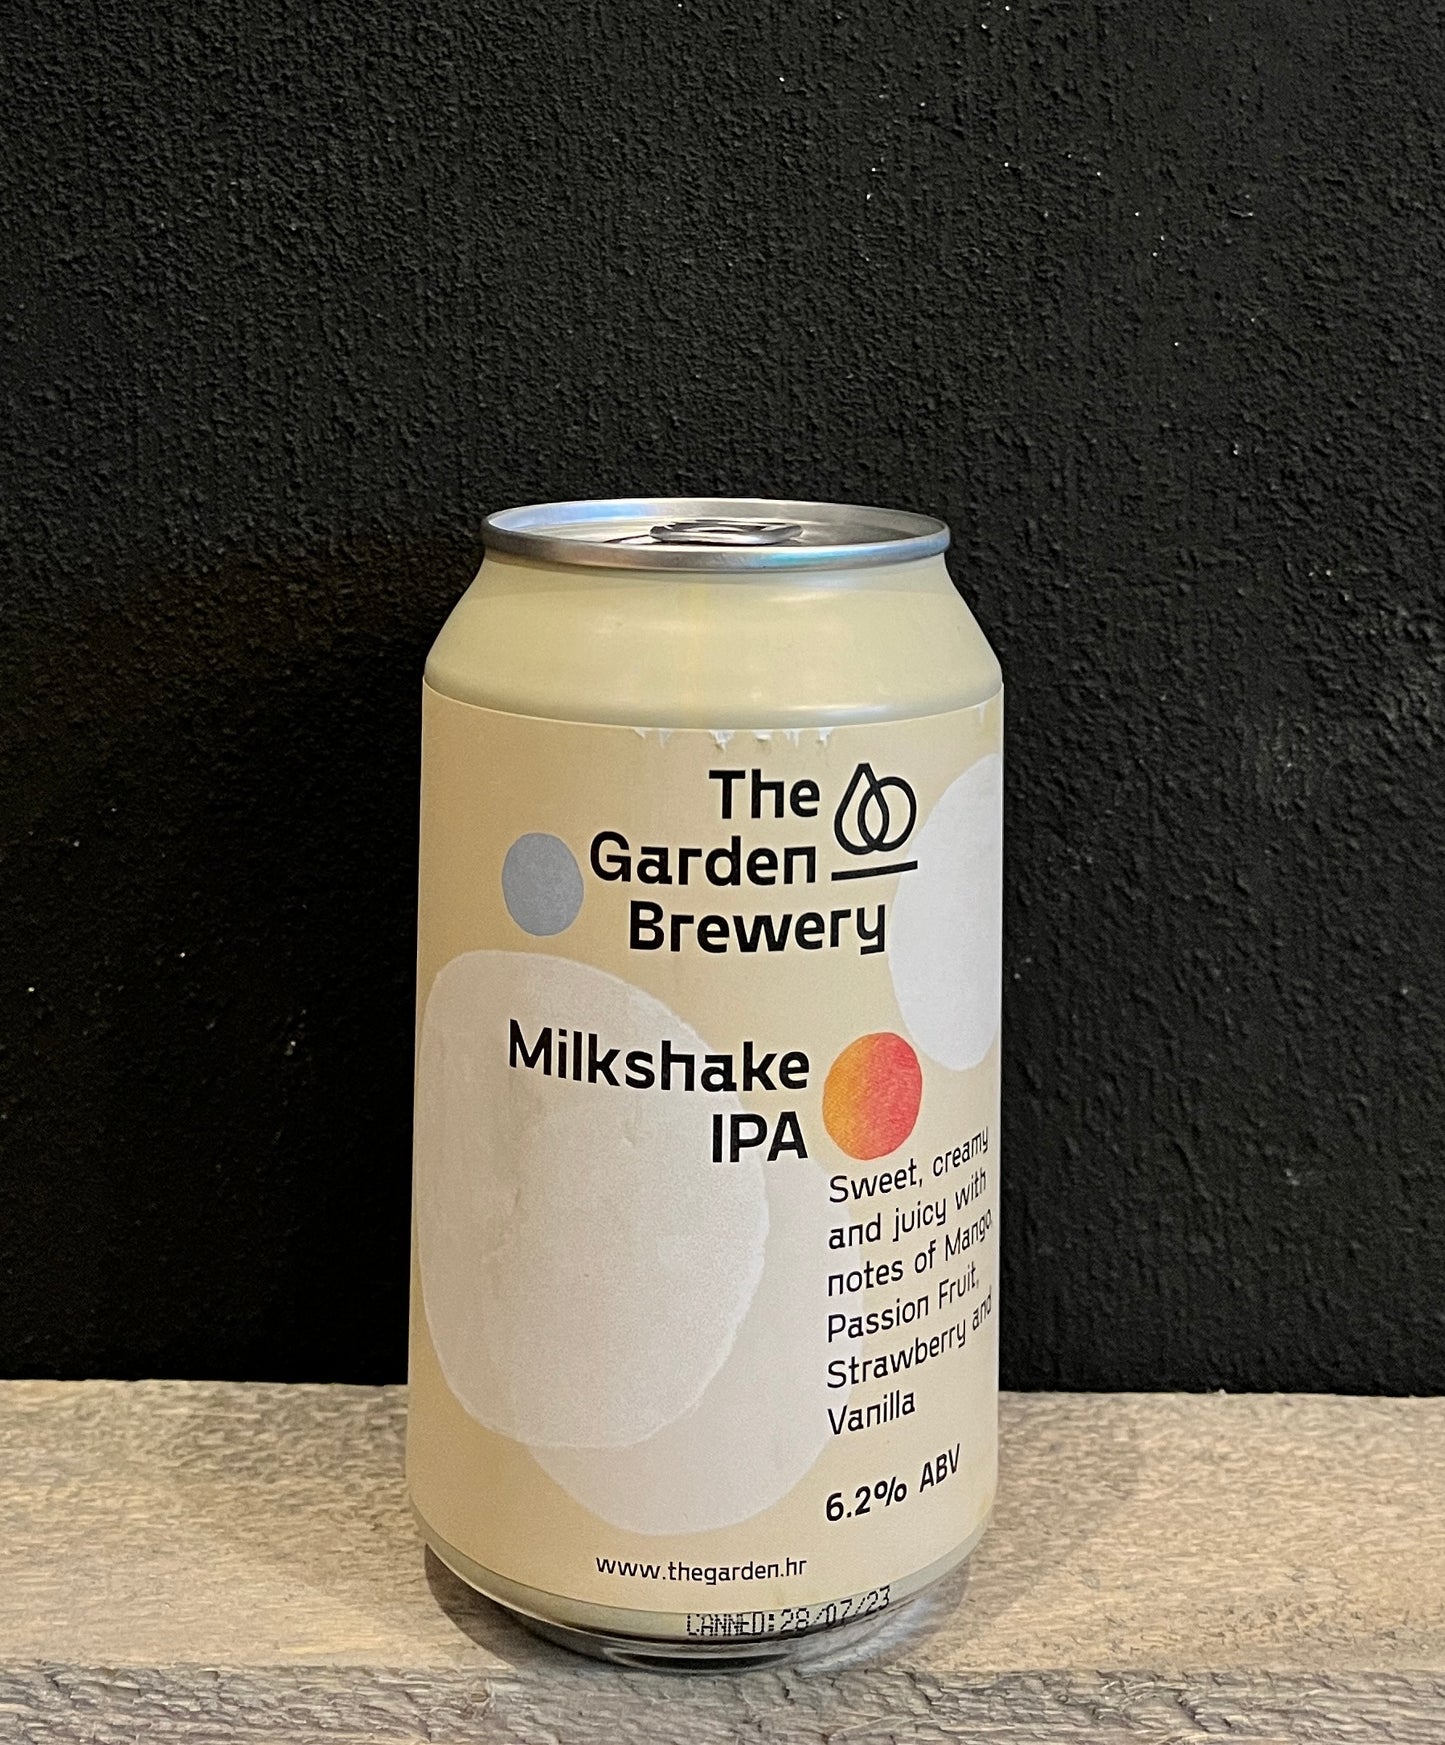 The
Garden
Brewery
Milkshake
IPA
Sweet, creamy
and juicy with
notes of Mango,
Passion Fruit,
Strawberry and
Vanilla
6.2% ABV
www.thegarden.hr
CANNED:28/07/23